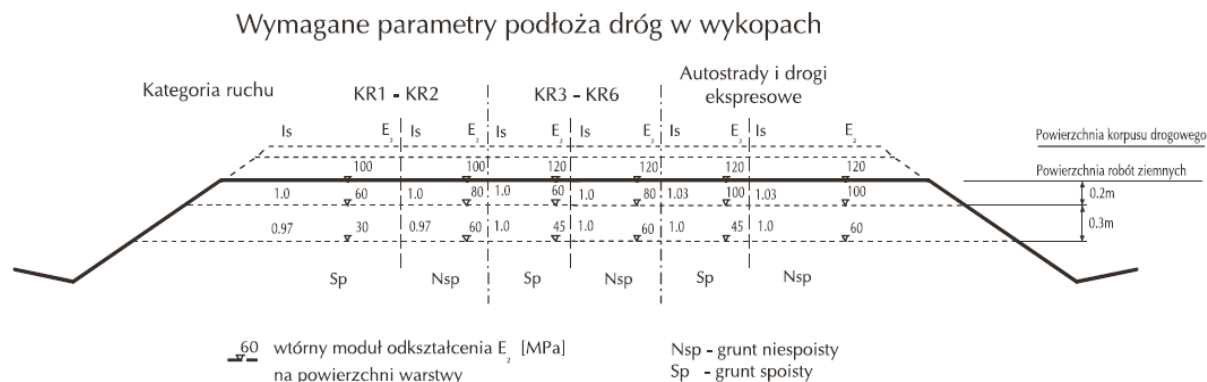 Wymagane parametry podłoża dróg w wykopach
Kategoria ruchu
KR1 - KR2
KR3 - KR6
Autostrady i drogi
ekspresowe
Is E₂ Is E₂ Is E₂ Is E₂ Is E₂ Is E₂
Powierzchnia korpusu drogowego
100 100 120 120 120 120
Powierzchnia robót ziemnych
1.0 60 1.0 80 1.0 60 1.0 80 1.03 100 1.03 100
0.2m
0.97 30 0.97 60 1.0 45 1.0 60 1.0 45 1.0 60
0.3m
Sp Nsp Sp Nsp Sp Nsp
60 wtórny moduł odkształcenia E₂ [MPa]
na powierzchni warstwy
Nsp - grunt niespoisty
Sp - grunt spoisty